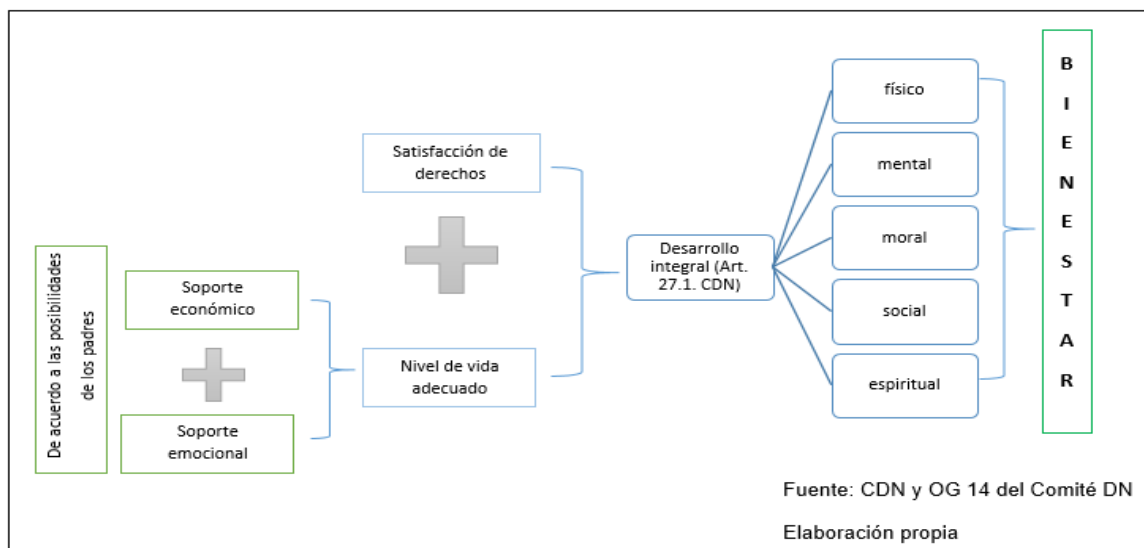 De acuerdo a las posibilidades
de los padres
Soporte
económico
Soporte
emocional
Satisfacción de
derechos
Nivel de vida
adecuado
Desarrollo
integral (Art.
27.1. CDN)
físico
mental
moral
social
espiritual
B
I
E
N
E
S
T
A
R
Fuente: CDN y OG 14 del Comité DN
Elaboración propia